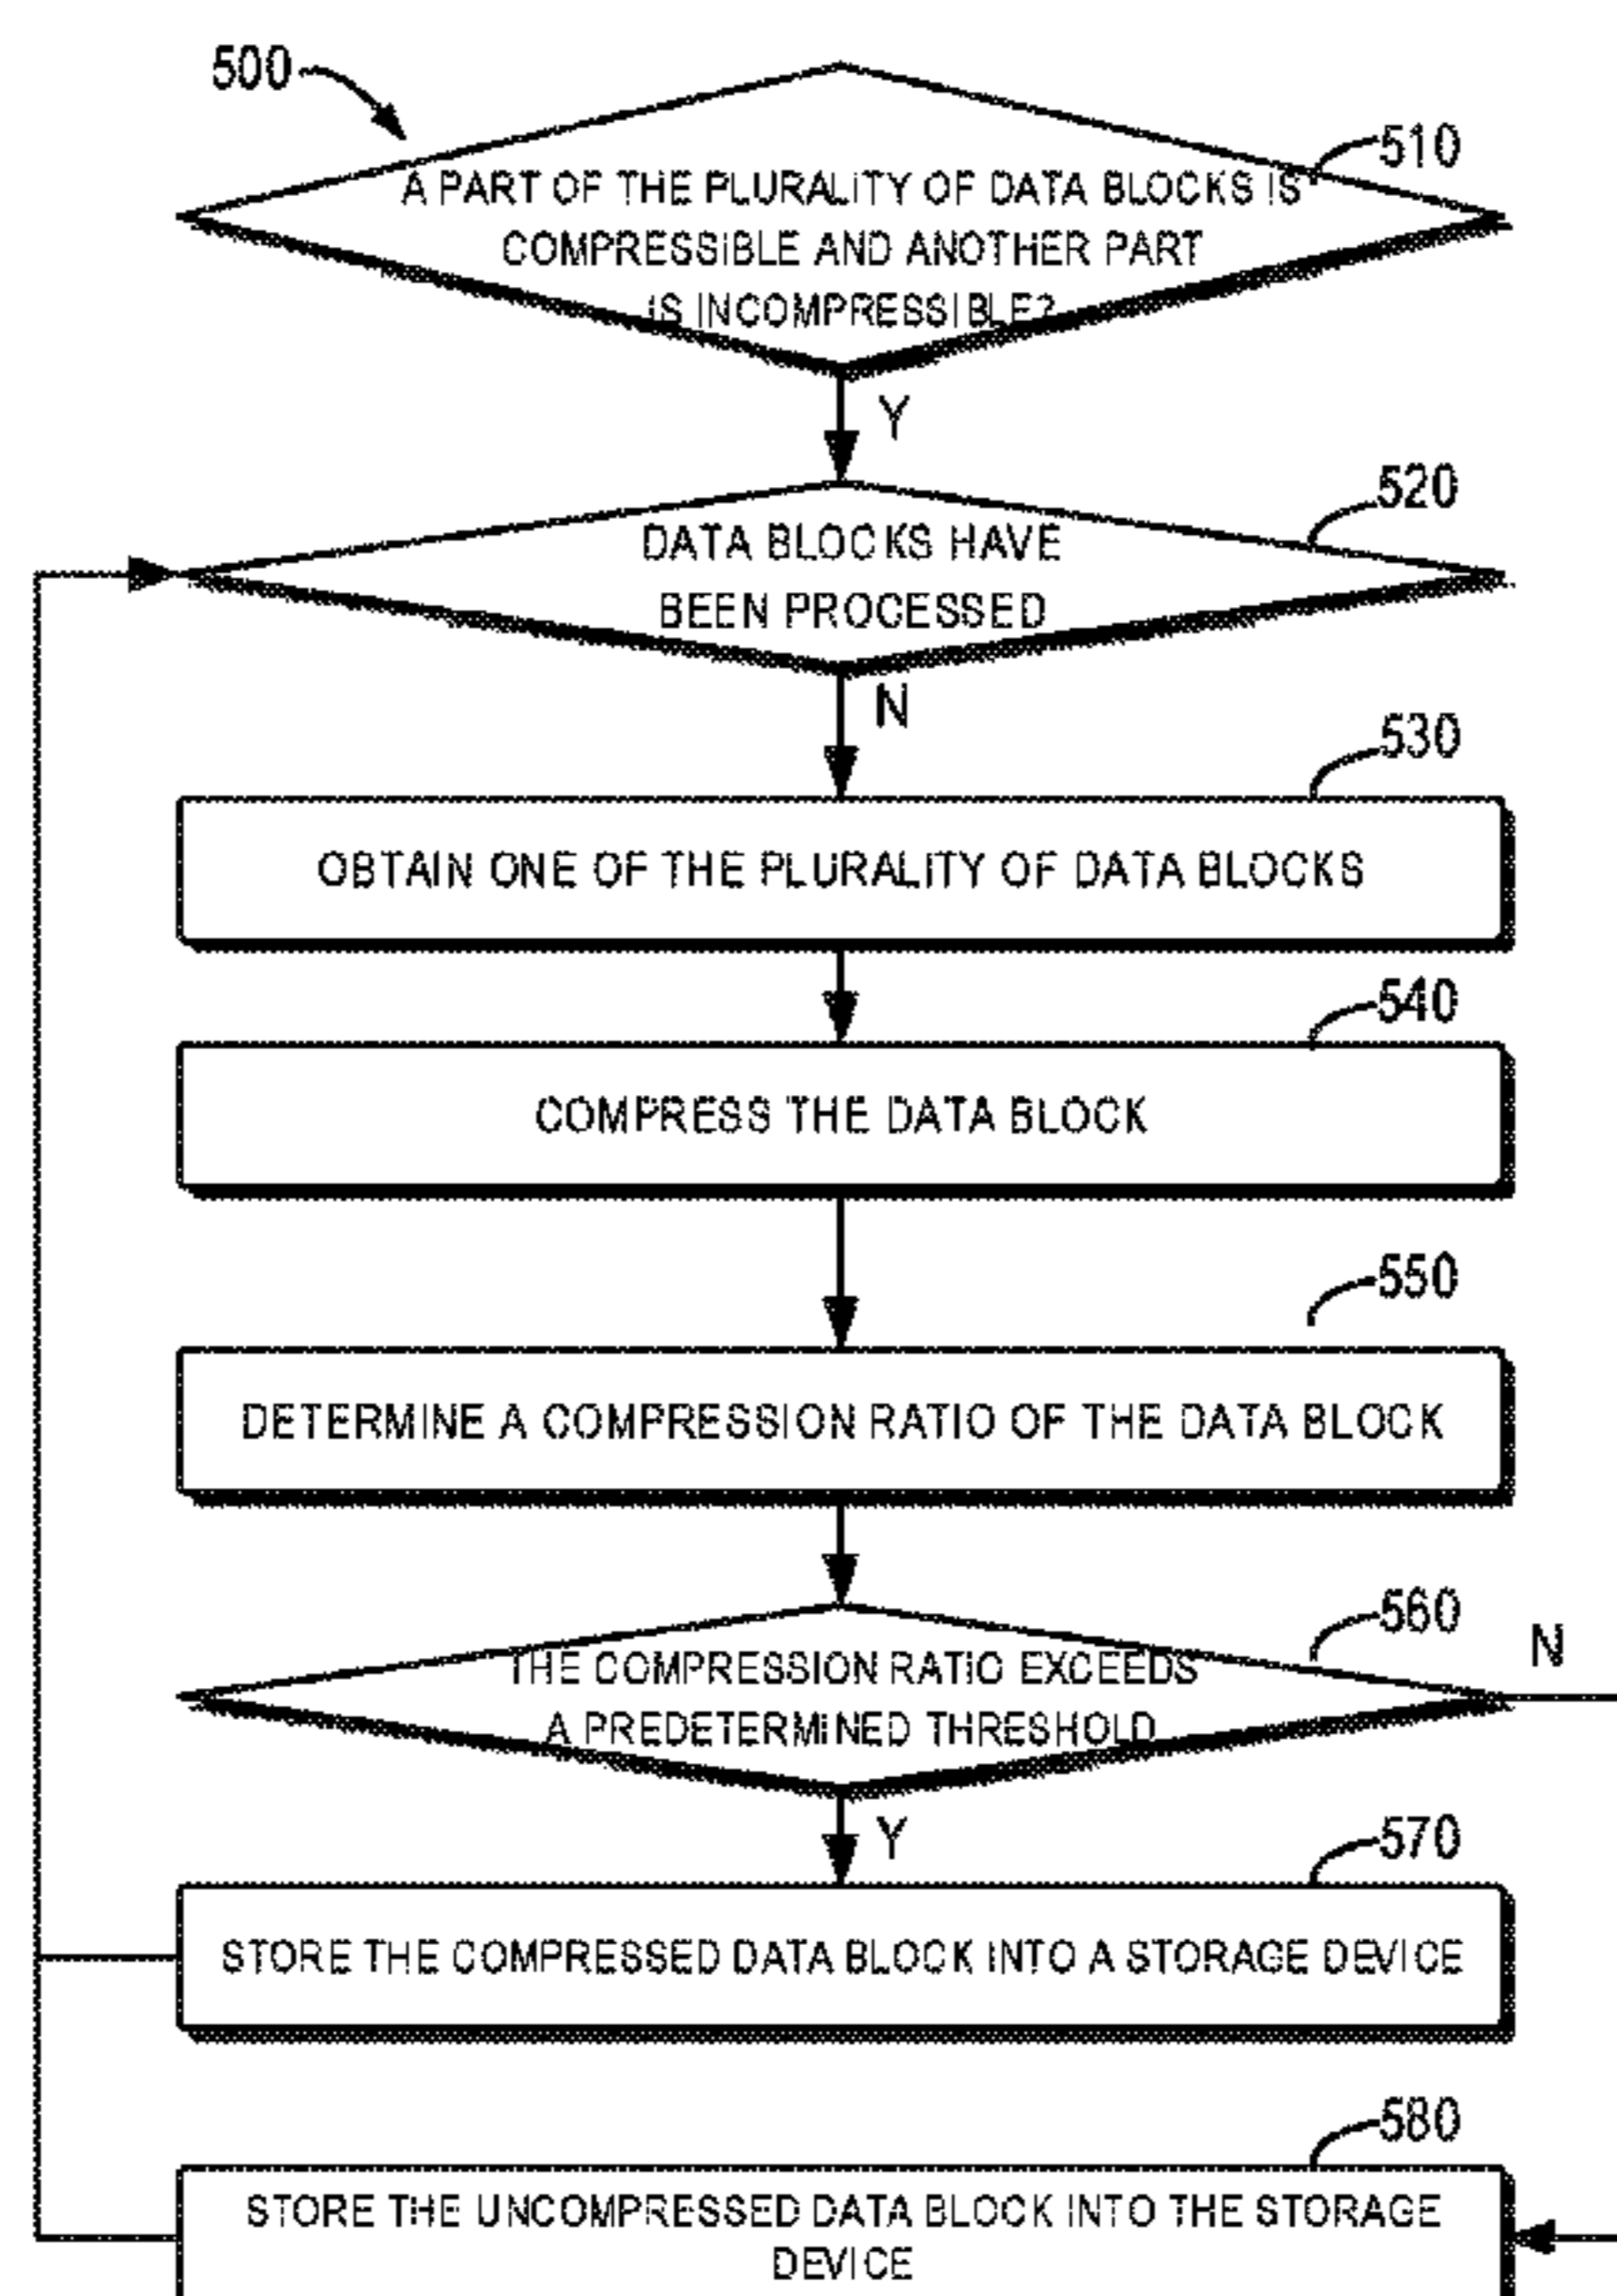 500
510
A PART OF THE PLURALITY OF DATA BLOCKS IS
COMPRESSIBLE AND ANOTHER PART
IS INCOMPRESSIBLE?
Y
520
DATA BLOCKS HAVE
BEEN PROCESSED
N
530
OBTAIN ONE OF THE PLURALITY OF DATA BLOCKS
540
COMPRESS THE DATA BLOCK
550
DETERMINE A COMPRESSION RATIO OF THE DATA BLOCK
560
N
THE COMPRESSION RATIO EXCEEDS
A PREDETERMINED THRESHOLD
Y
570
STORE THE COMPRESSED DATA BLOCK INTO A STORAGE DEVICE
580
STORE THE UNCOMPRESSED DATA BLOCK INTO THE STORAGE
DEVICE